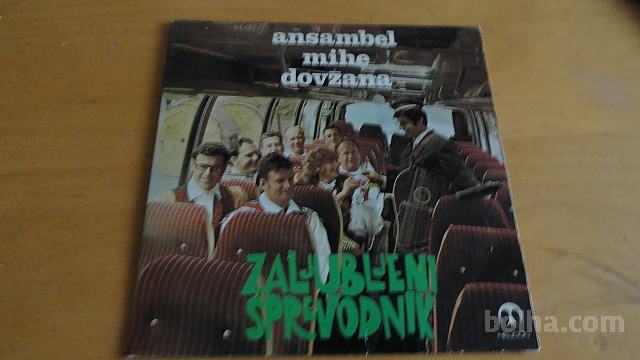 ansambel
mihe
dovžana
ZALJUBLJENI
SPREVODNIK
bolha.com